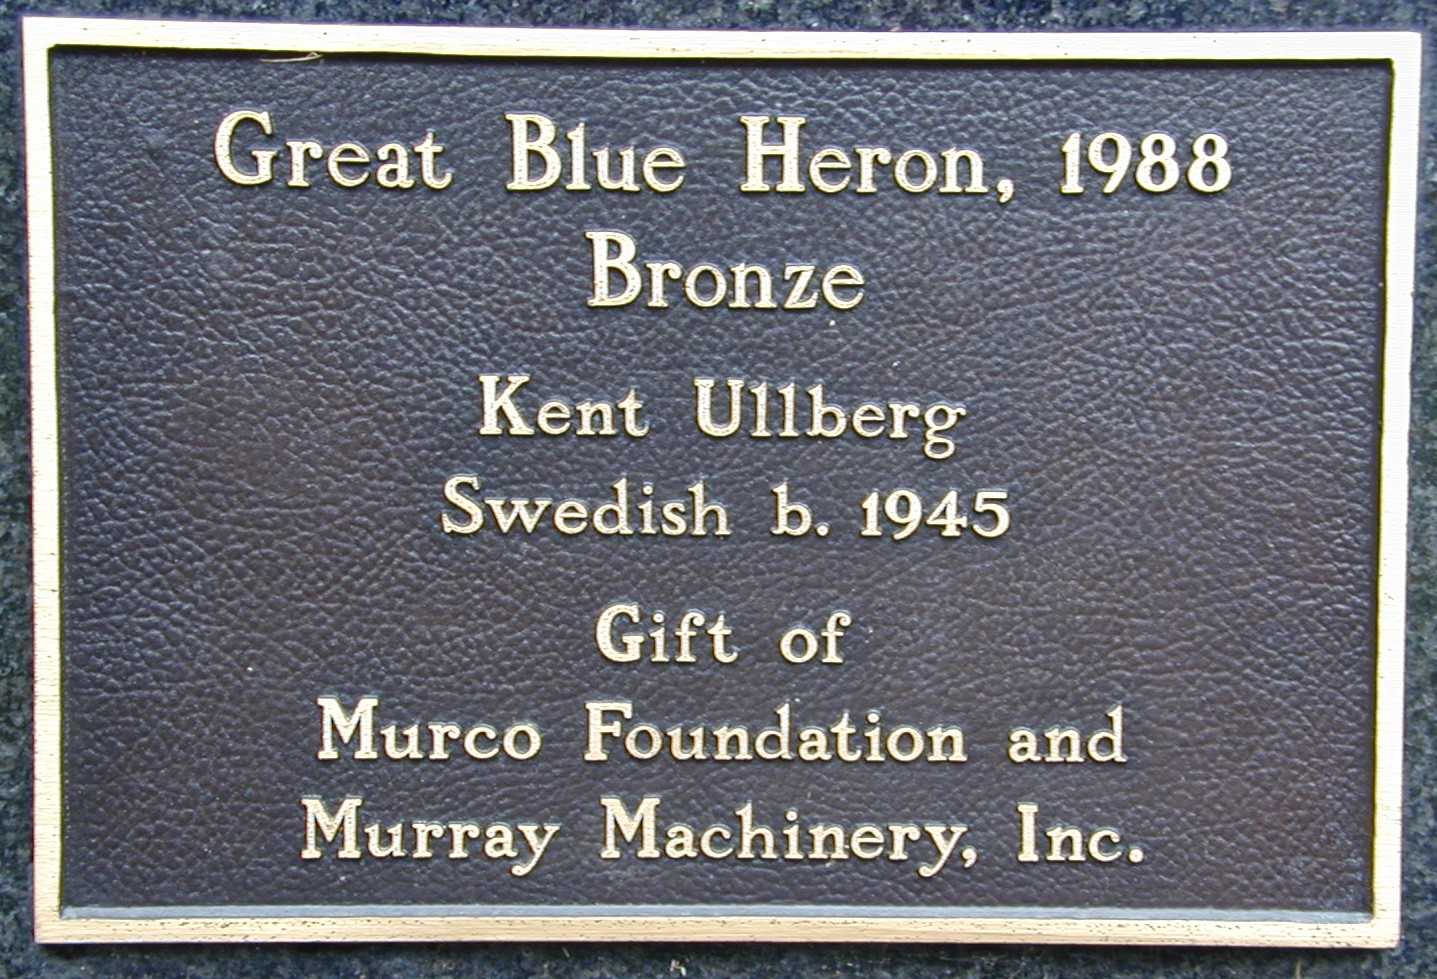 Great Blue Heron, 1988
Bronze
Kent Ullberg
Swedish b. 1945
Gift of
Murco Foundation and
Murray Machinery, Inc.